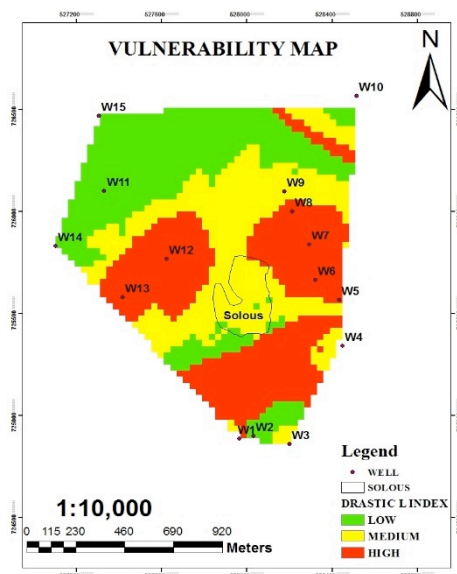 527200 527600 528000 528400 528800
VULNERABILITY MAP
N
W10
W15
W11
W9
W8
W14
W12
W7
W6
W13
W5
Solous
W4
W1
W2
W3
Legend
WELL
SOLOUS
DRASTIC L INDEX
LOW
MEDIUM
HIGH
1:10,000
0 115 230 460 690 920
Meters